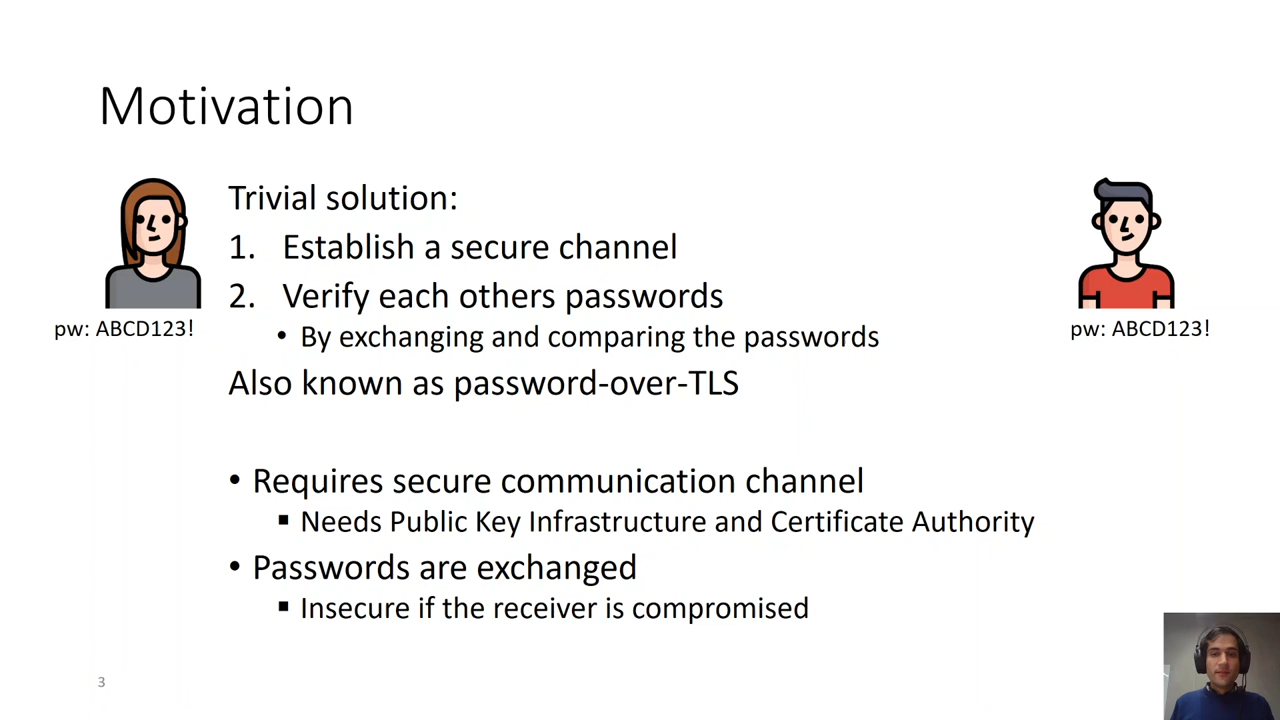 Motivation
Trivial solution:
1. Establish a secure channel
2. Verify each others passwords
• By exchanging and comparing the passwords
pw: ABCD123!
pw: ABCD123!
Also known as password-over-TLS
• Requires secure communication channel
▪ Needs Public Key Infrastructure and Certificate Authority
• Passwords are exchanged
▪ Insecure if the receiver is compromised
3